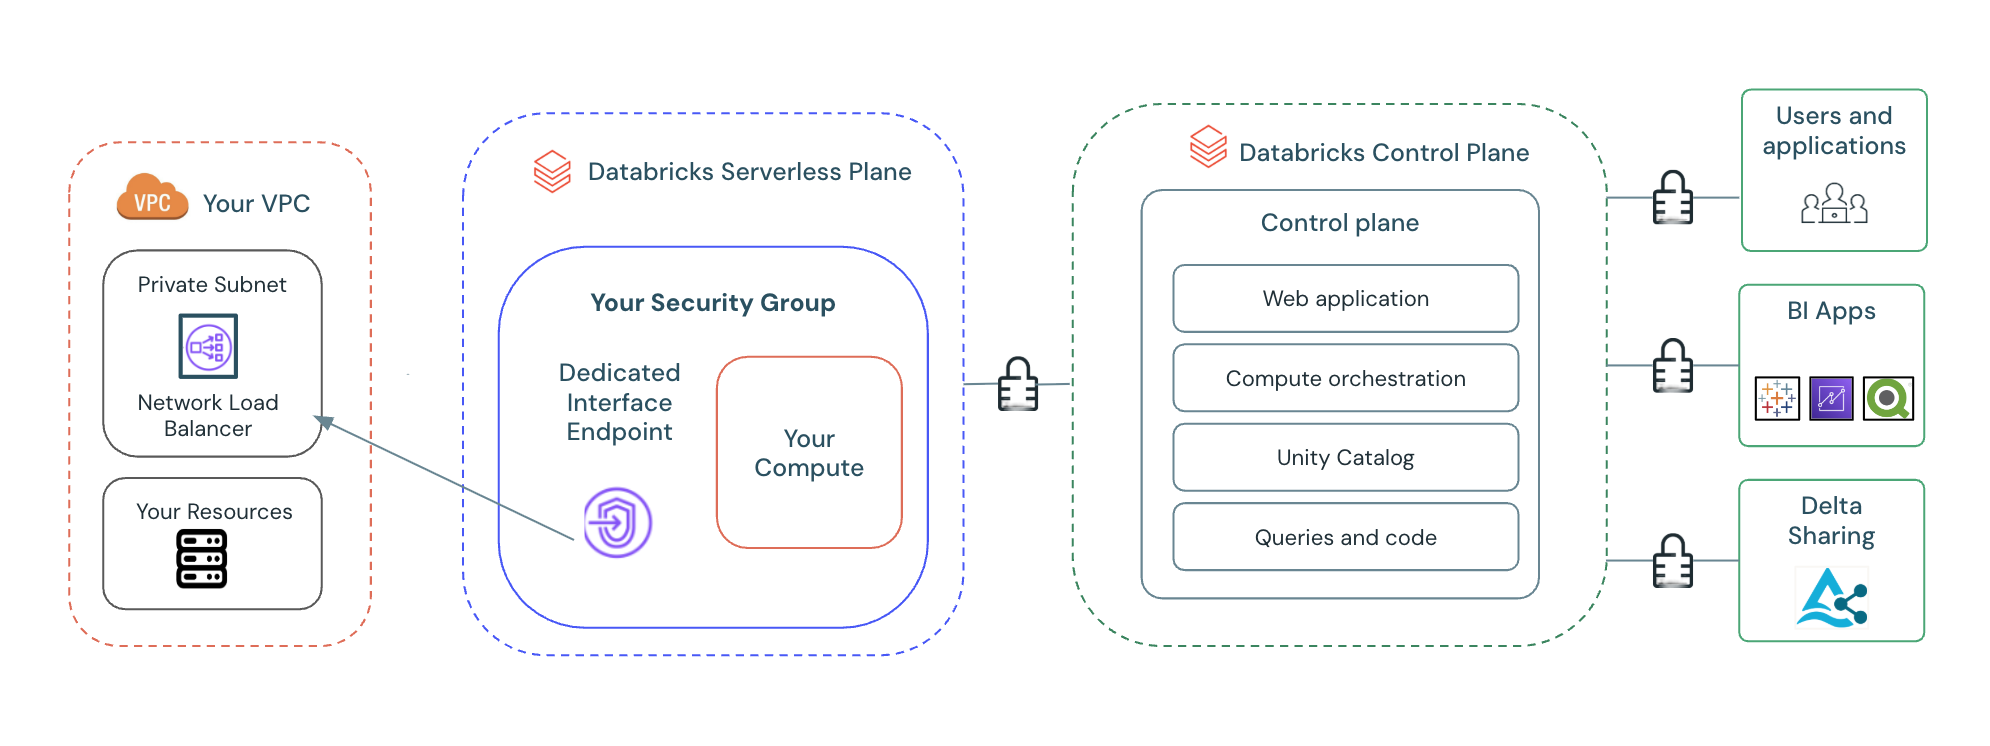 VPC
Your VPC
Private Subnet
Network Load
Balancer
Your Resources
Databricks Serverless Plane
Your Security Group
Dedicated
Interface
Endpoint
Your
Compute
Databricks Control Plane
Control plane
Web application
Compute orchestration
Unity Catalog
Queries and code
Users and
applications
BI Apps
Delta
Sharing